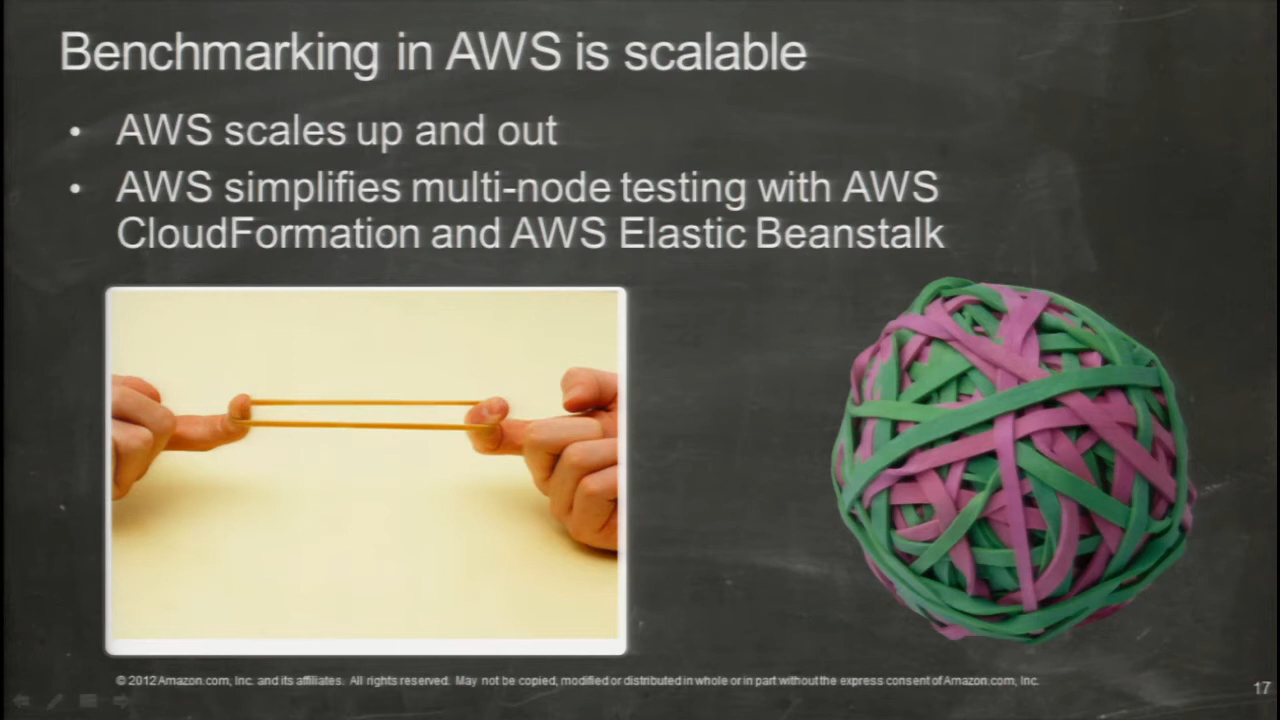 Benchmarking in AWS is scalable
• AWS scales up and out
• AWS simplifies multi-node testing with AWS
CloudFormation and AWS Elastic Beanstalk
© 2012 Amazon.com, Inc. and its affiliates. All rights reserved. May not be copied, modified or distributed in whole or in part without the express consent of Amazon.com, Inc.
17